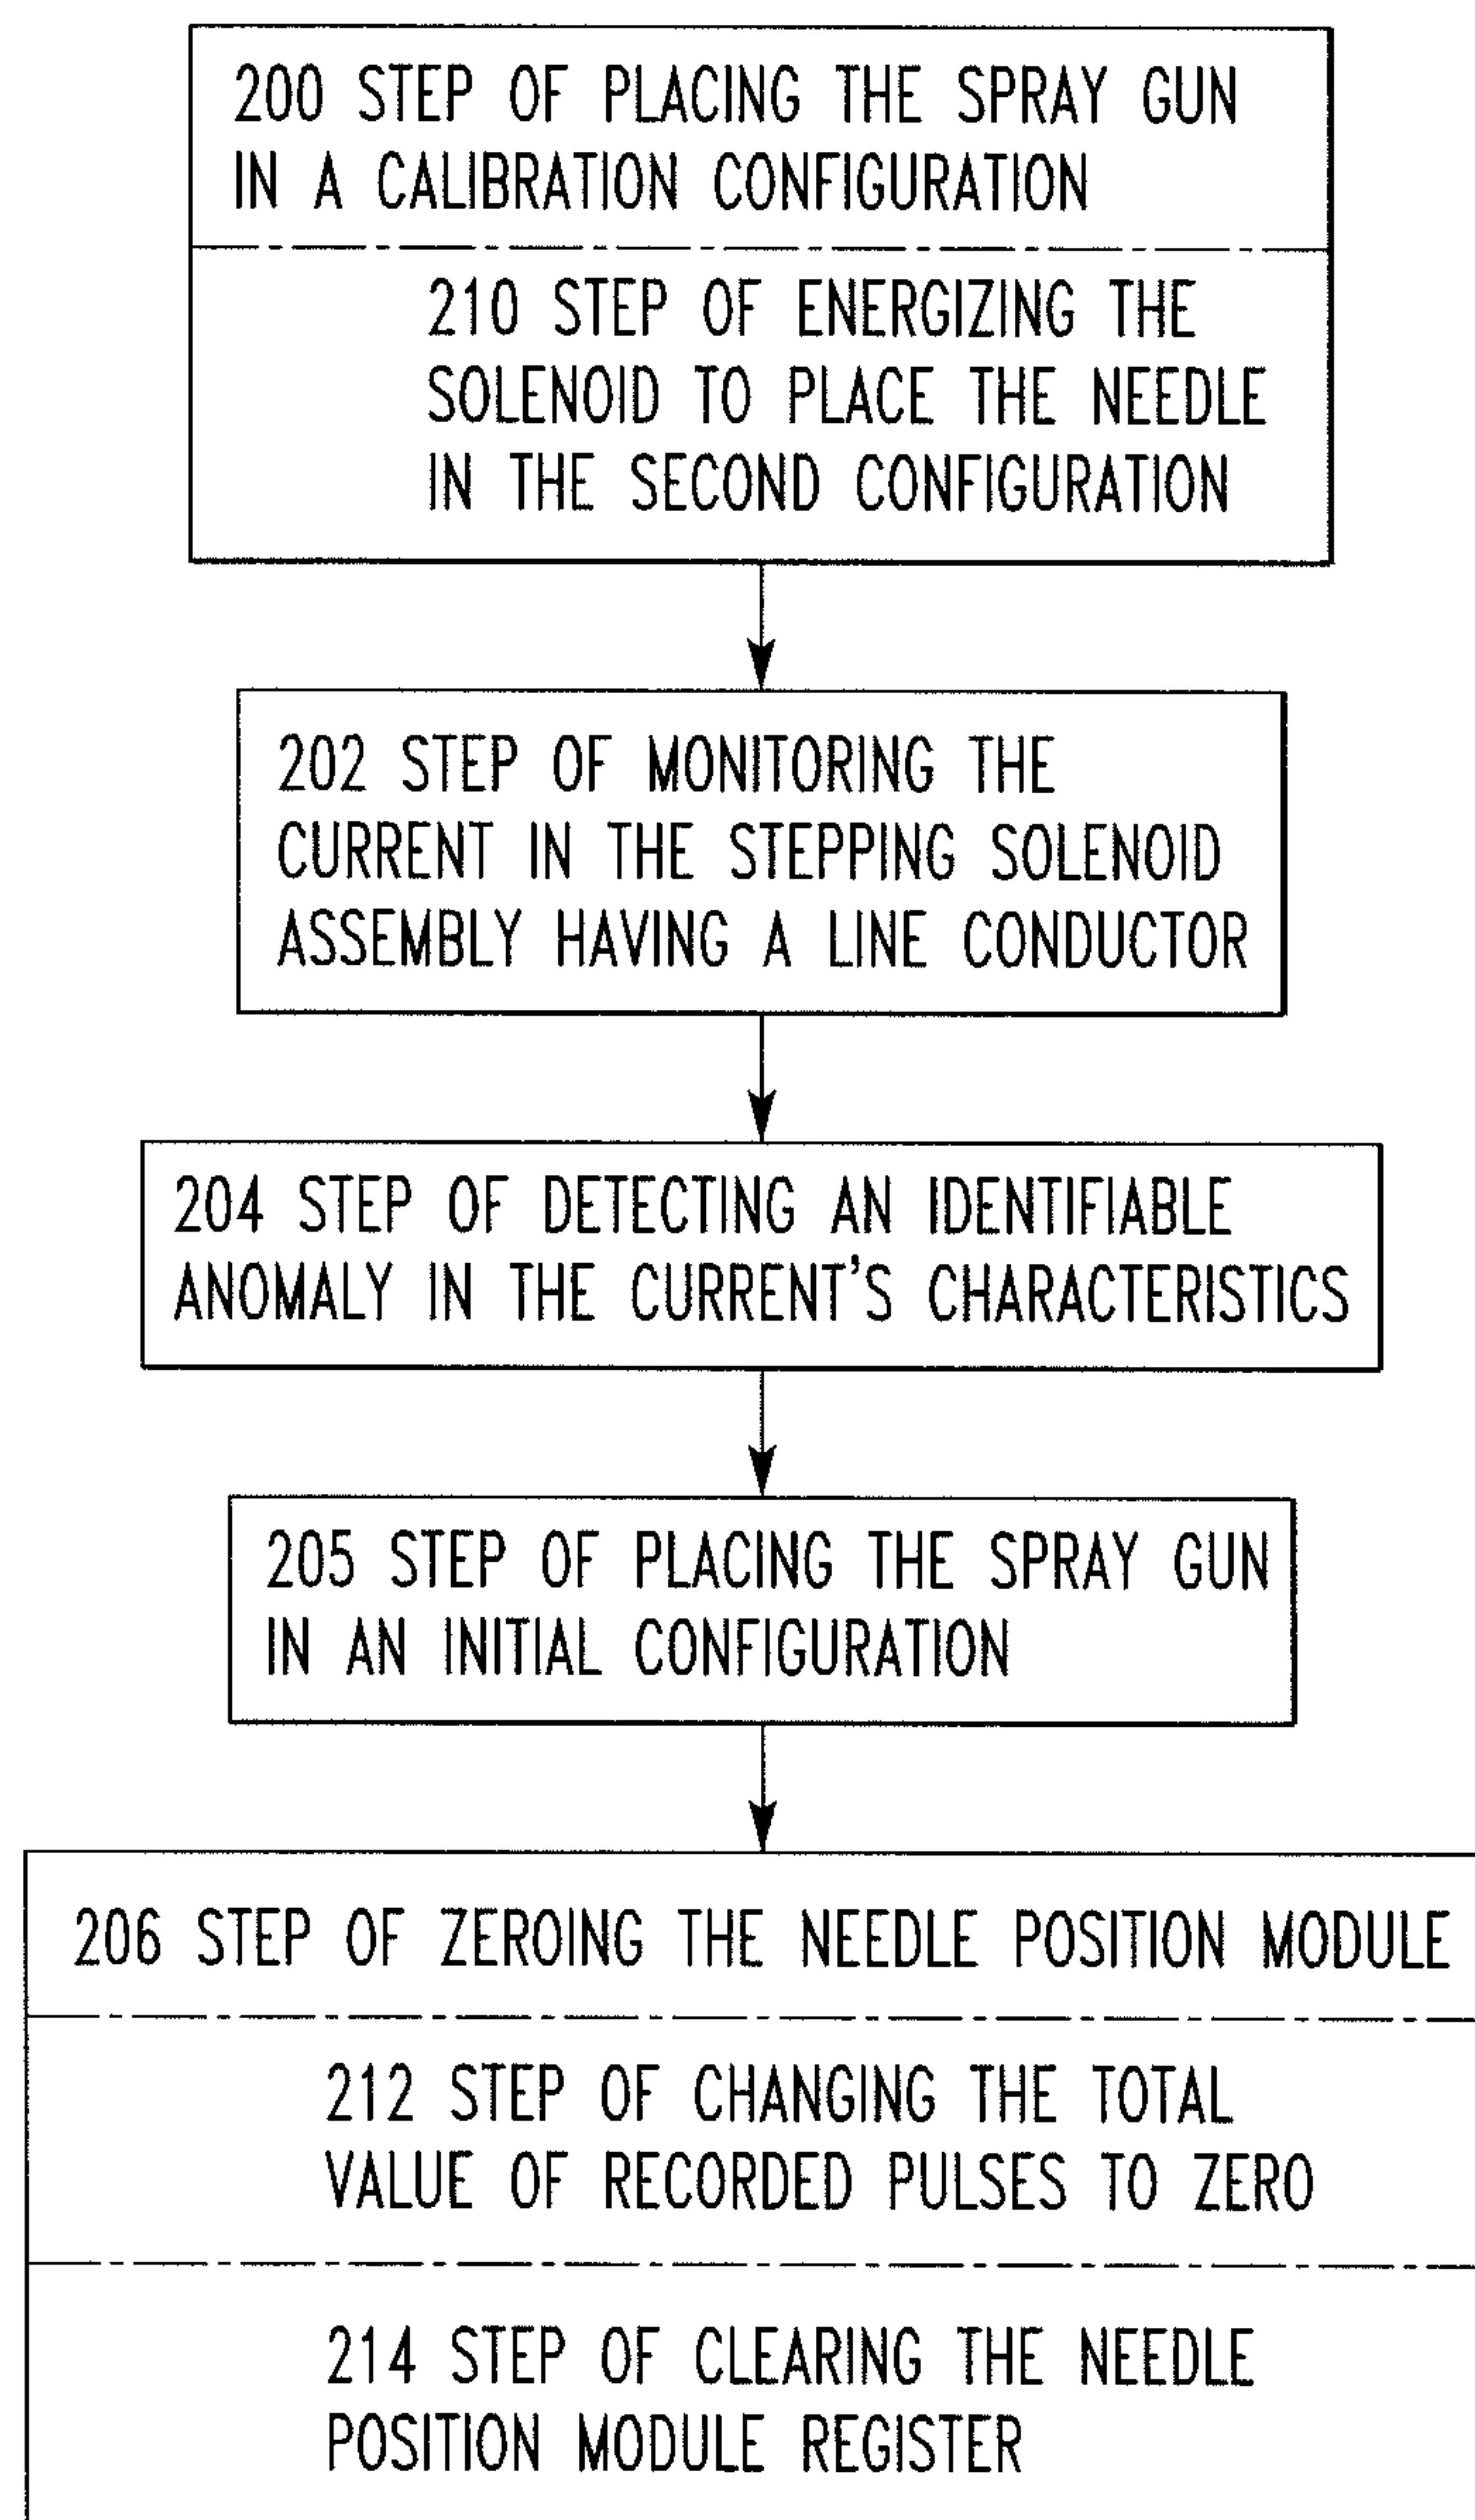 200 STEP OF PLACING THE SPRAY GUN
IN A CALIBRATION CONFIGURATION
210 STEP OF ENERGIZING THE
SOLENOID TO PLACE THE NEEDLE
IN THE SECOND CONFIGURATION
202 STEP OF MONITORING THE
CURRENT IN THE STEPPING SOLENOID
ASSEMBLY HAVING A LINE CONDUCTOR
204 STEP OF DETECTING AN IDENTIFIABLE
ANOMALY IN THE CURRENT'S CHARACTERISTICS
205 STEP OF PLACING THE SPRAY GUN
IN AN INITIAL CONFIGURATION
206 STEP OF ZEROING THE NEEDLE POSITION MODULE
212 STEP OF CHANGING THE TOTAL
VALUE OF RECORDED PULSES TO ZERO
214 STEP OF CLEARING THE NEEDLE
POSITION MODULE REGISTER